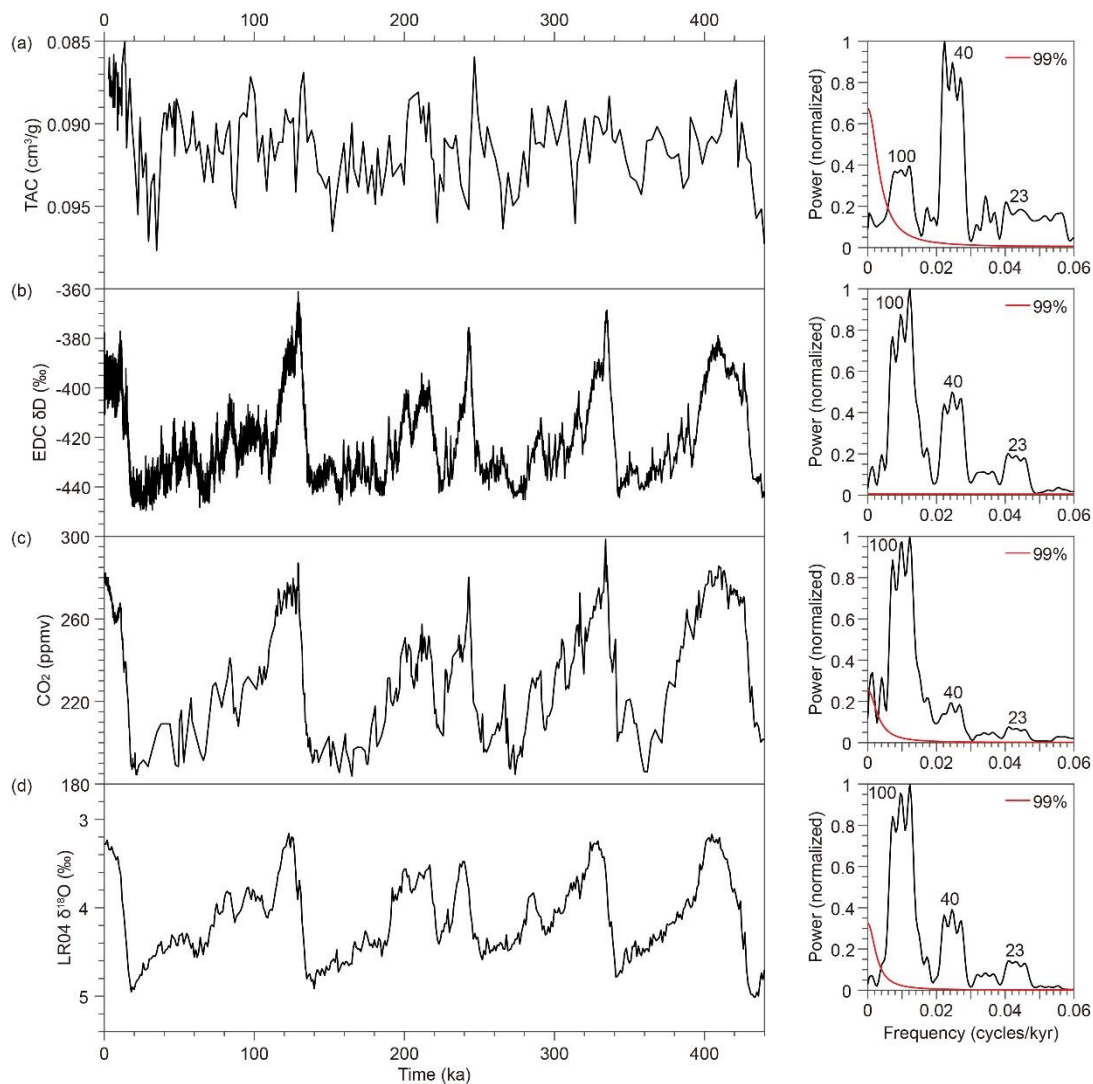 0 100 200 300 400
(a)
0.085
0.090
0.095
TAC (cm³/g)
1
0.8
0.6
0.4
0.2
0
Power (normalized)
100
40
23
99%
0 0.02 0.04 0.06
(b)
-360
-380
-400
-420
-440
EDC δD (‰)
1
0.8
0.6
0.4
0.2
0
Power (normalized)
100
40
23
99%
0 0.02 0.04 0.06
(c)
300
260
220
180
CO₂ (ppmv)
1
0.8
0.6
0.4
0.2
0
Power (normalized)
100
40
23
99%
0 0.02 0.04 0.06
(d)
3
4
5
LR04 δ¹⁸O (‰)
1
0.8
0.6
0.4
0.2
0
Power (normalized)
100
40
23
99%
0 0.02 0.04 0.06
0 100 200 300 400
Time (ka)
Frequency (cycles/kyr)